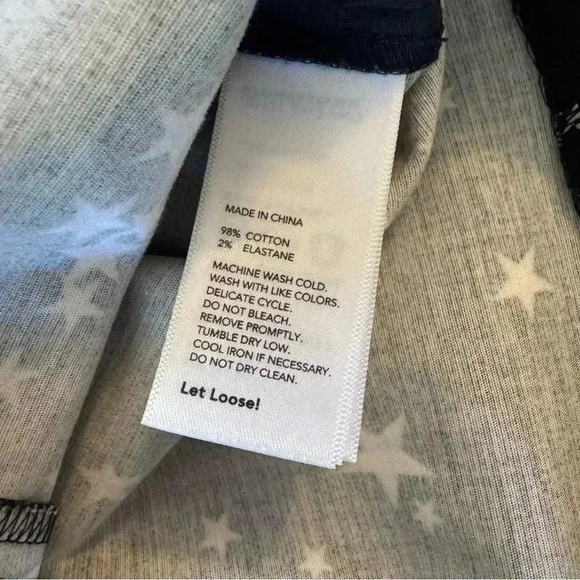 MADE IN CHINA
98% COTTON
2% ELASTANE
MACHINE WASH COLD.
WASH WITH LIKE COLORS.
DELICATE CYCLE.
DO NOT BLEACH.
REMOVE PROMPTLY.
TUMBLE DRY LOW.
COOL IRON IF NECESSARY.
DO NOT DRY CLEAN.
Let Loose!